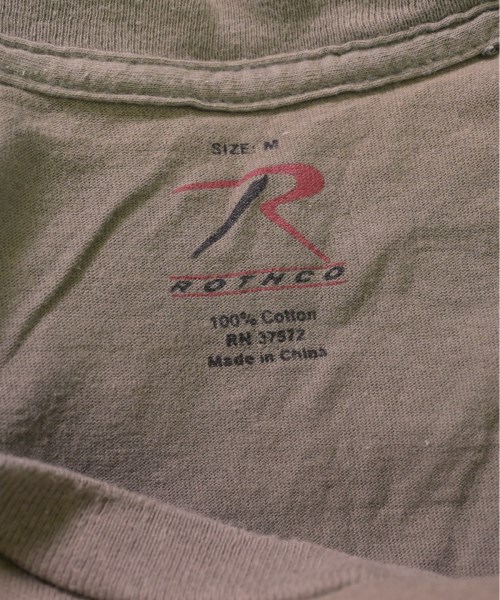 SIZE: M
ROTHCO
100% Cotton
RN 37572
Made in China